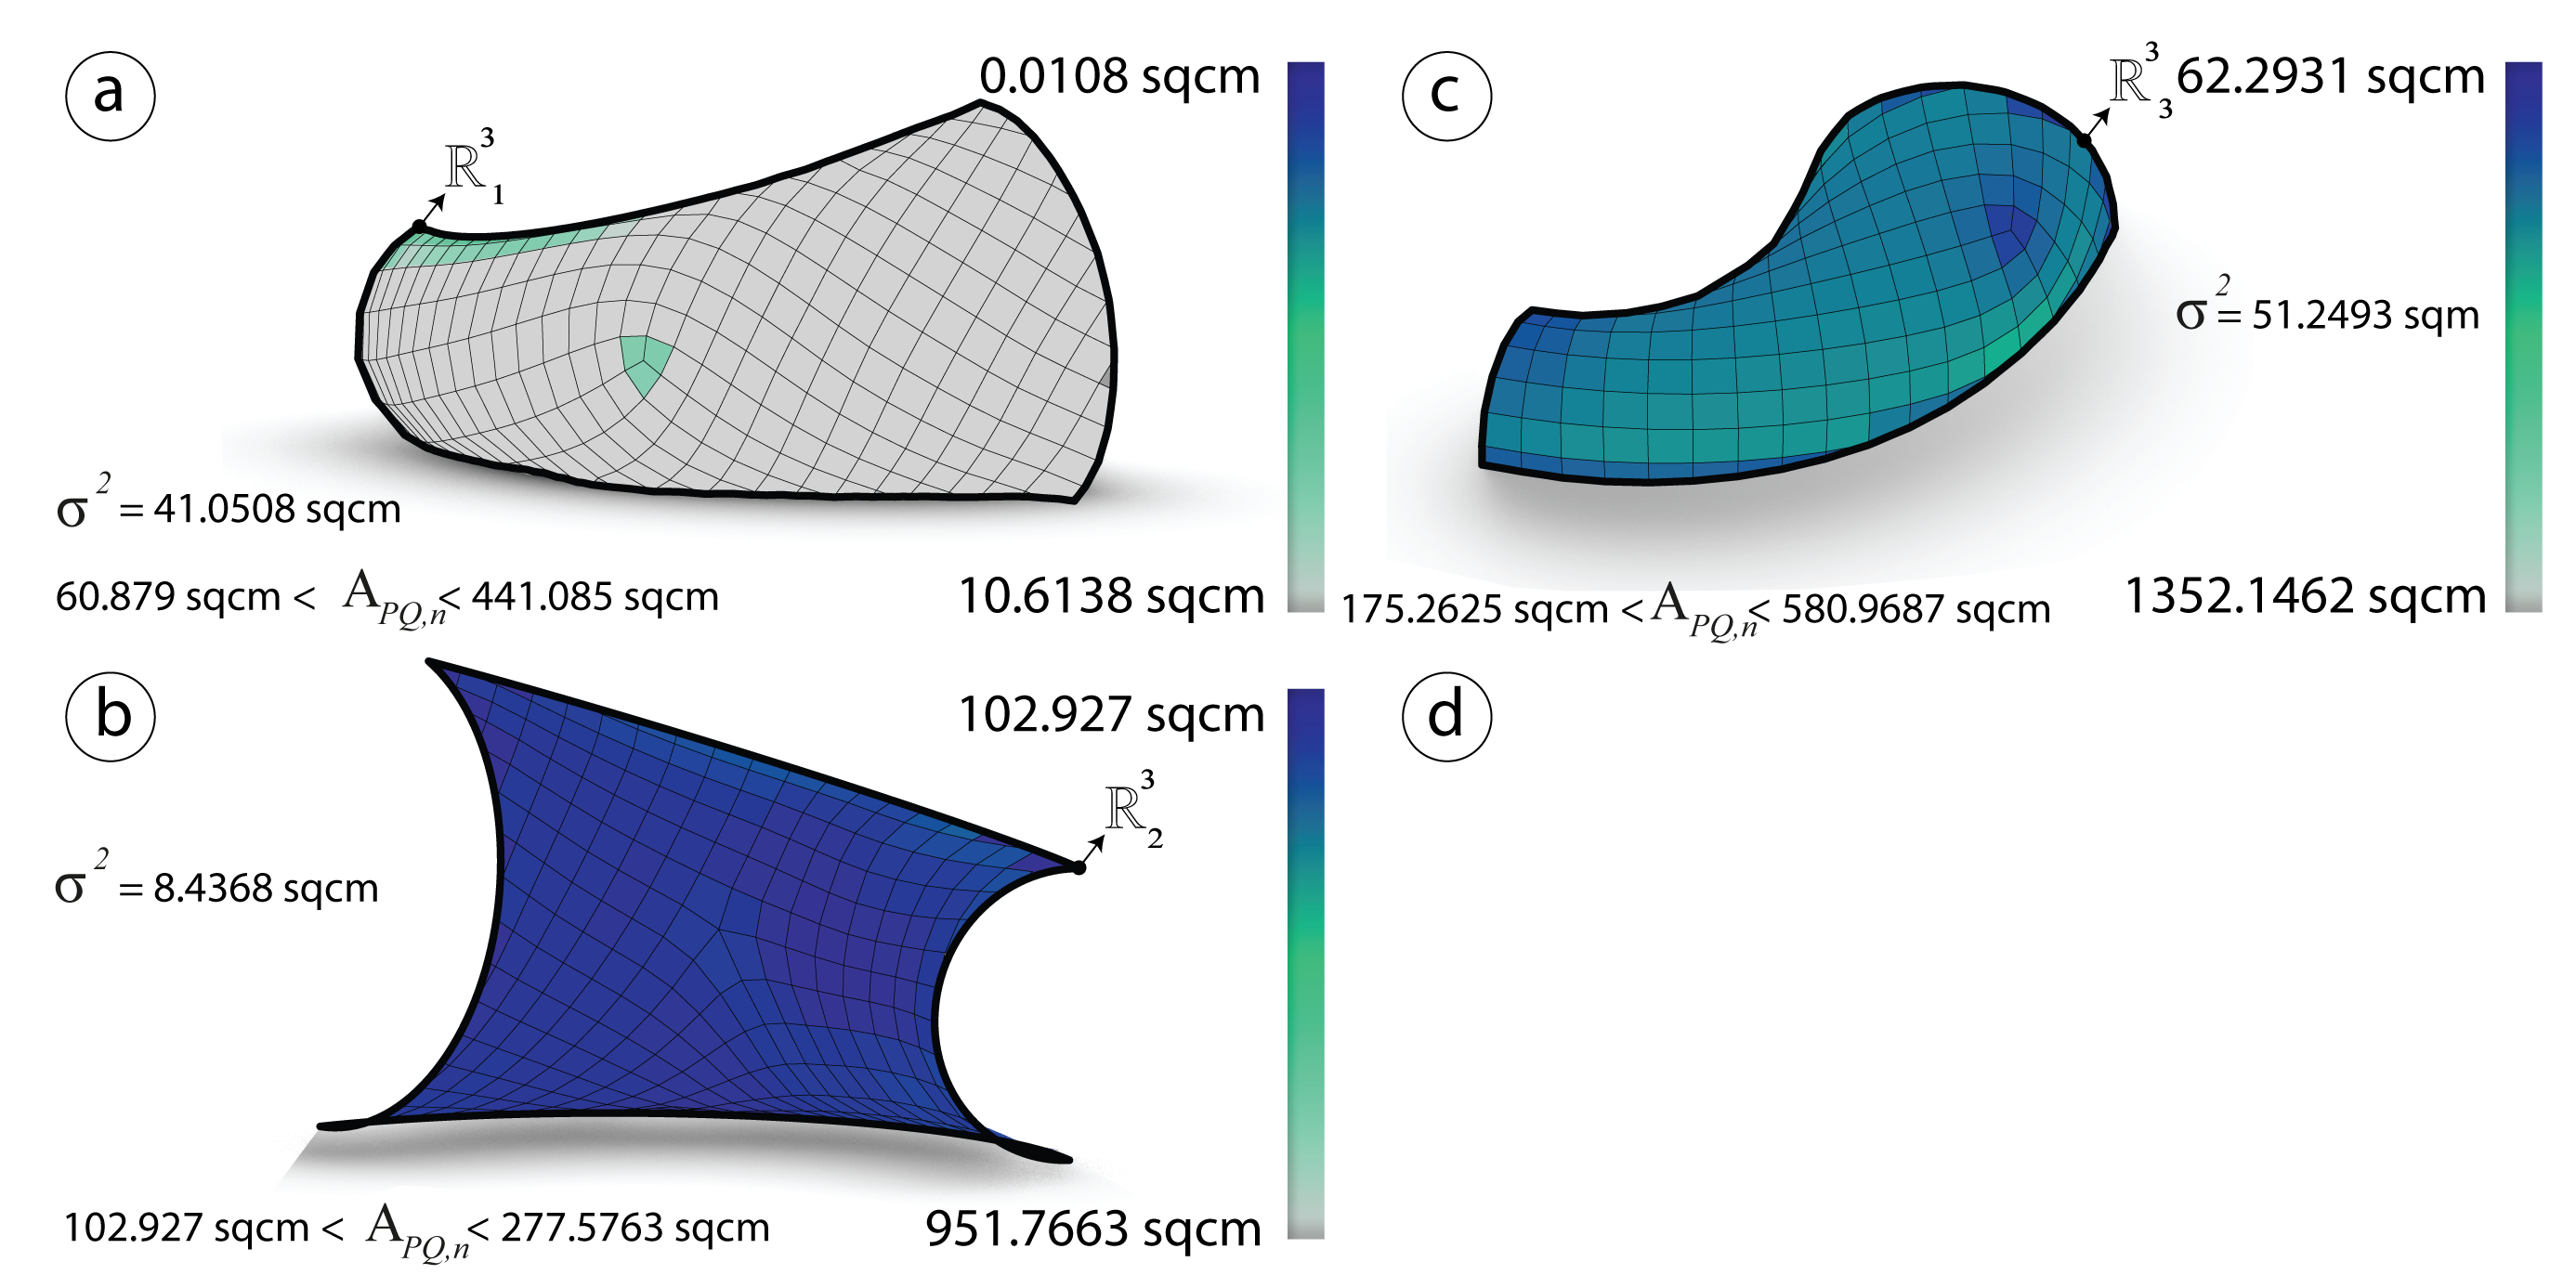 a
0.0108 sqcm
ℝ³₁
σ² = 41.0508 sqcm
60.879 sqcm < A_PQ,n < 441.085 sqcm
10.6138 sqcm
c
ℝ³₃
62.2931 sqcm
σ² = 51.2493 sqm
175.2625 sqcm < A_PQ,n < 580.9687 sqcm
1352.1462 sqcm
b
102.927 sqcm
ℝ³₂
σ² = 8.4368 sqcm
102.927 sqcm < A_PQ,n < 277.5763 sqcm
951.7663 sqcm
d